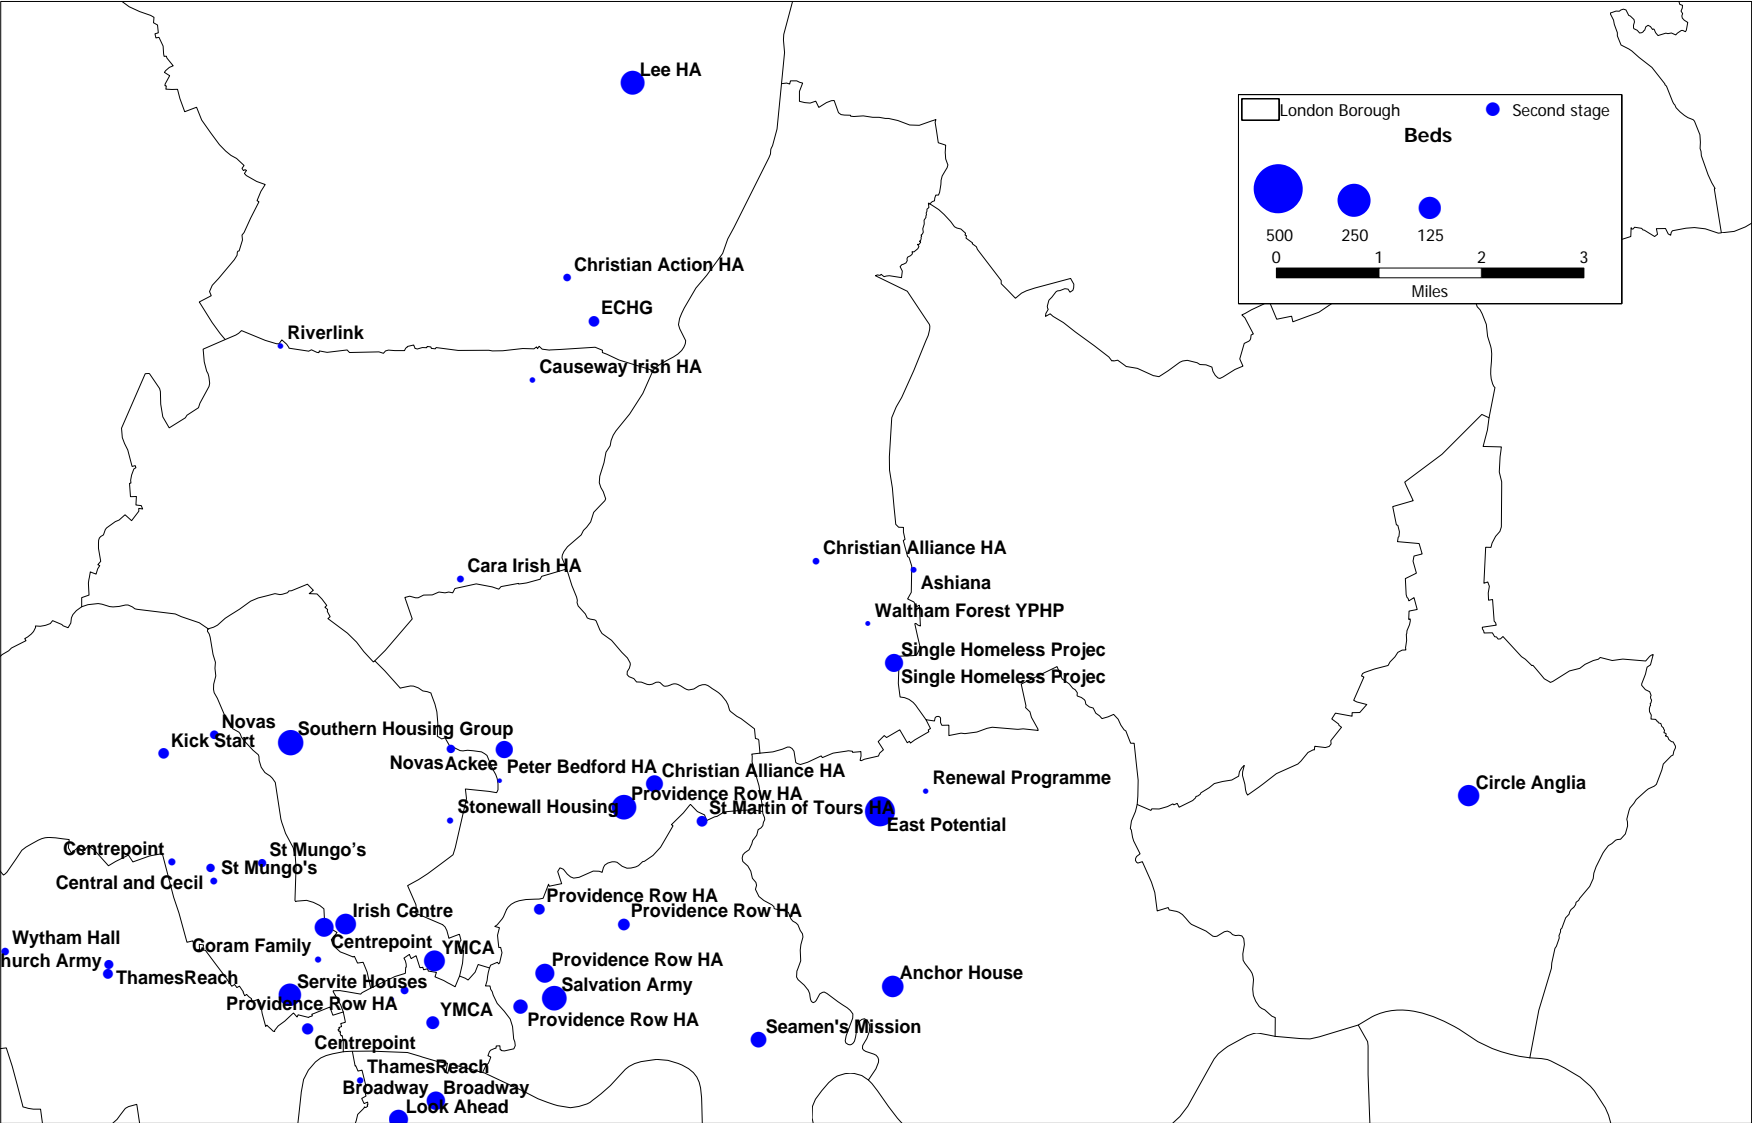 Lee HA
London Borough
Second stage
Beds
500
250
125
0
1
2
3
Miles
Christian Action HA
ECHG
Riverlink
Causeway Irish HA
Christian Alliance HA
Cara Irish HA
Ashiana
Waltham Forest YPHP
Single Homeless Projec
Single Homeless Projec
Novas
Southern Housing Group
Kick Start
Novas
Ackee
Peter Bedford HA
Christian Alliance HA
Renewal Programme
Circle Anglia
Providence Row HA
Stonewall Housing
St Martin of Tours HA
East Potential
Centrepoint
St Mungo’s
St Mungo's
Central and Cecil
Providence Row HA
Irish Centre
Providence Row HA
Wytham Hall
Coram Family
Centrepoint
YMCA
hurch Army
Providence Row HA
ThamesReach
Anchor House
Servite Houses
Salvation Army
Providence Row HA
YMCA
Providence Row HA
Seamen's Mission
Centrepoint
ThamesReach
Broadway
Broadway
Look Ahead